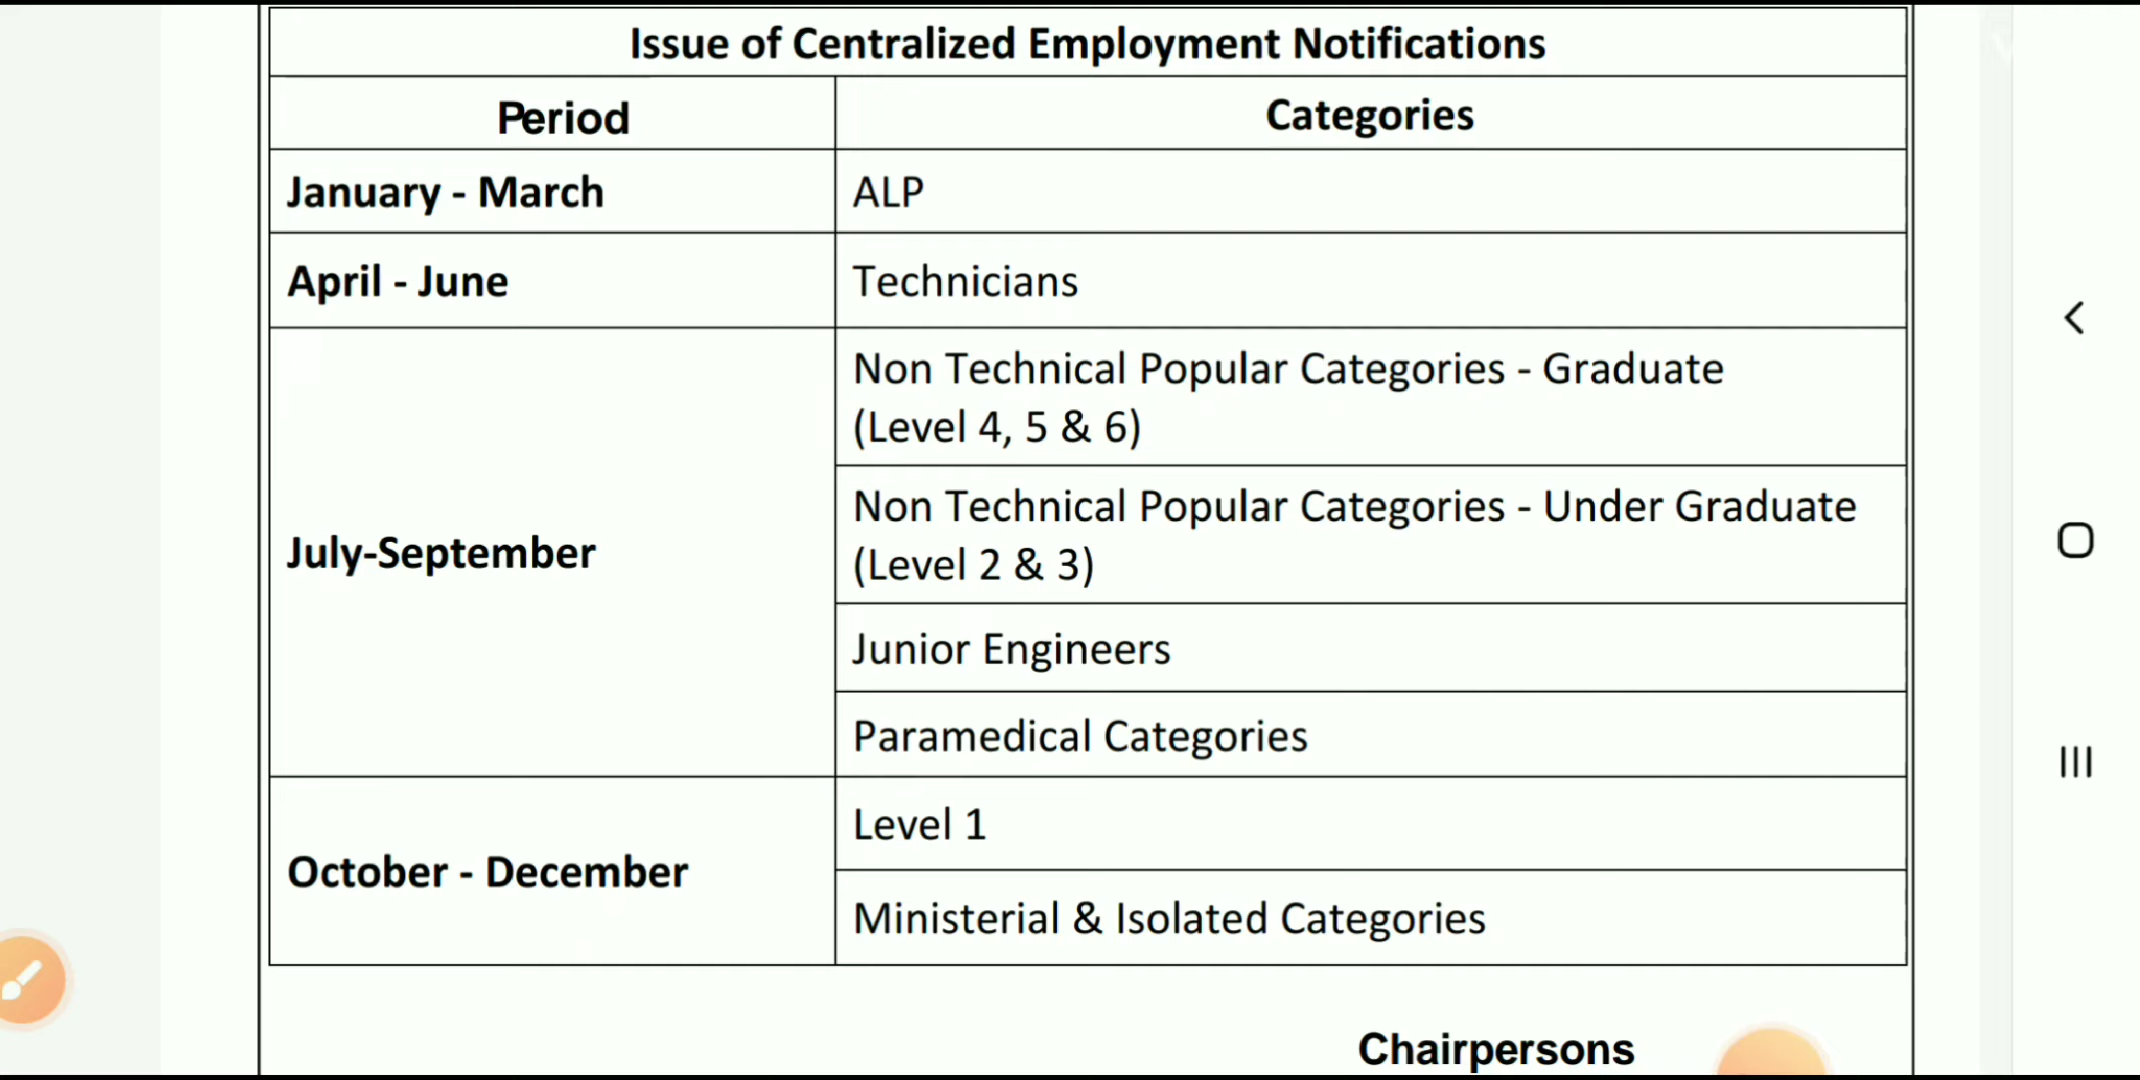 Issue of Centralized Employment Notifications
Period
Categories
January - March
ALP
April - June
Technicians
July-September
Non Technical Popular Categories - Graduate
(Level 4, 5 & 6)
Non Technical Popular Categories - Under Graduate
(Level 2 & 3)
Junior Engineers
Paramedical Categories
October - December
Level 1
Ministerial & Isolated Categories
Chairpersons